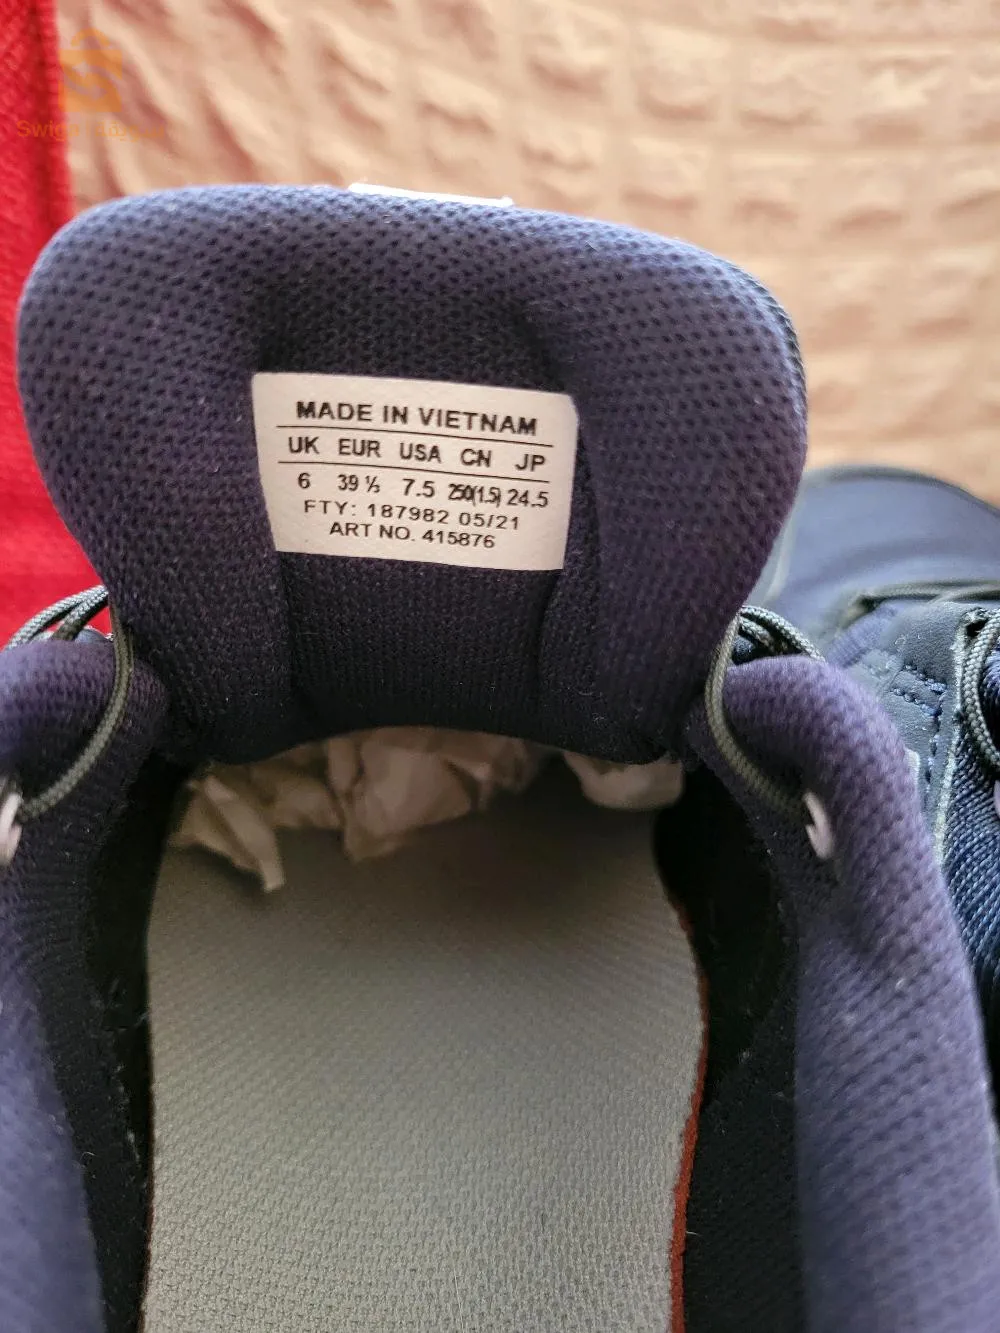 MADE IN VIETNAM
UK EUR USA CN JP
6 39 ⅓ 7.5 250(1.5) 24.5
FTY: 187982 05/21
ART NO. 415876